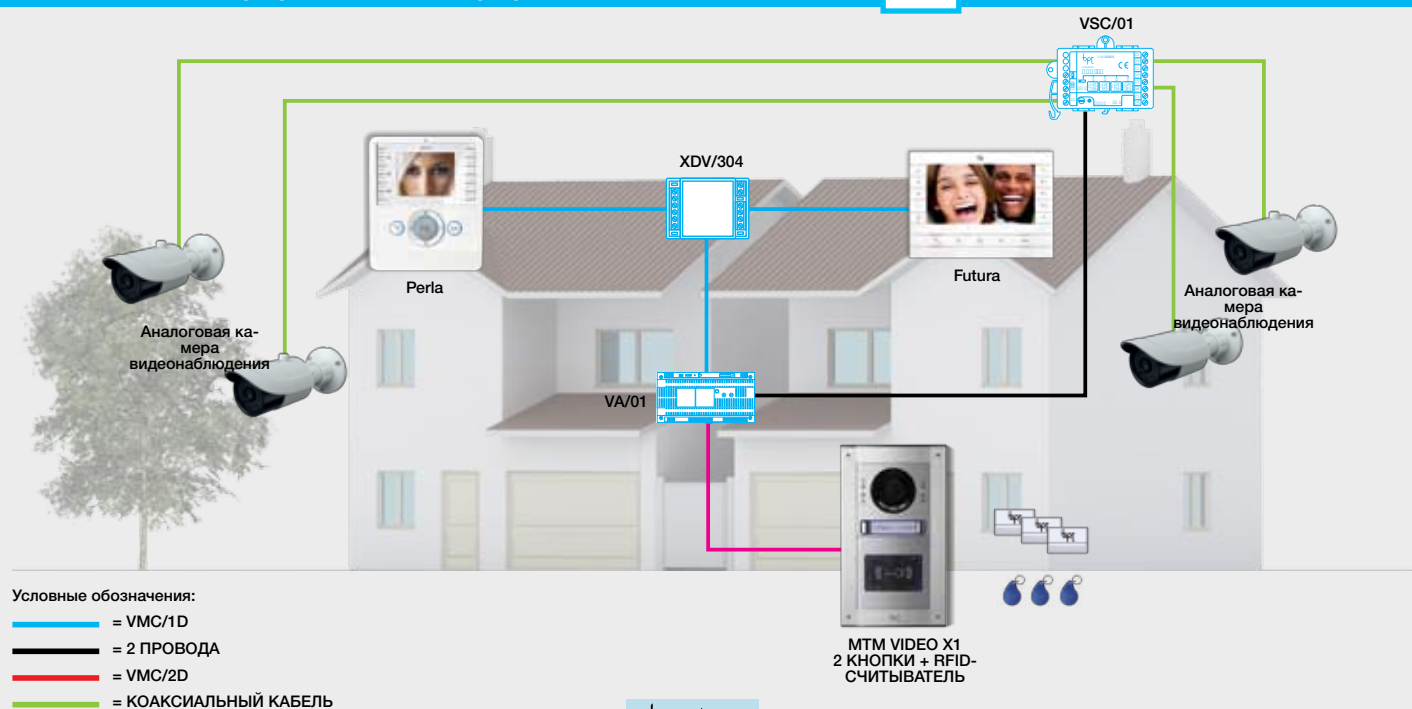 VSC/01
XDV/304
Perla
Futura
Аналоговая ка-
мера
видеонаблюдения
Аналоговая ка-
мера
видеонаблюдения
VA/01
Условные обозначения:
= VMC/1D
= 2 ПРОВОДА
= VMC/2D
= КОАКСИАЛЬНЫЙ КАБЕЛЬ
MTM VIDEO X1
2 КНОПКИ + RFID-
СЧИТЫВАТЕЛЬ